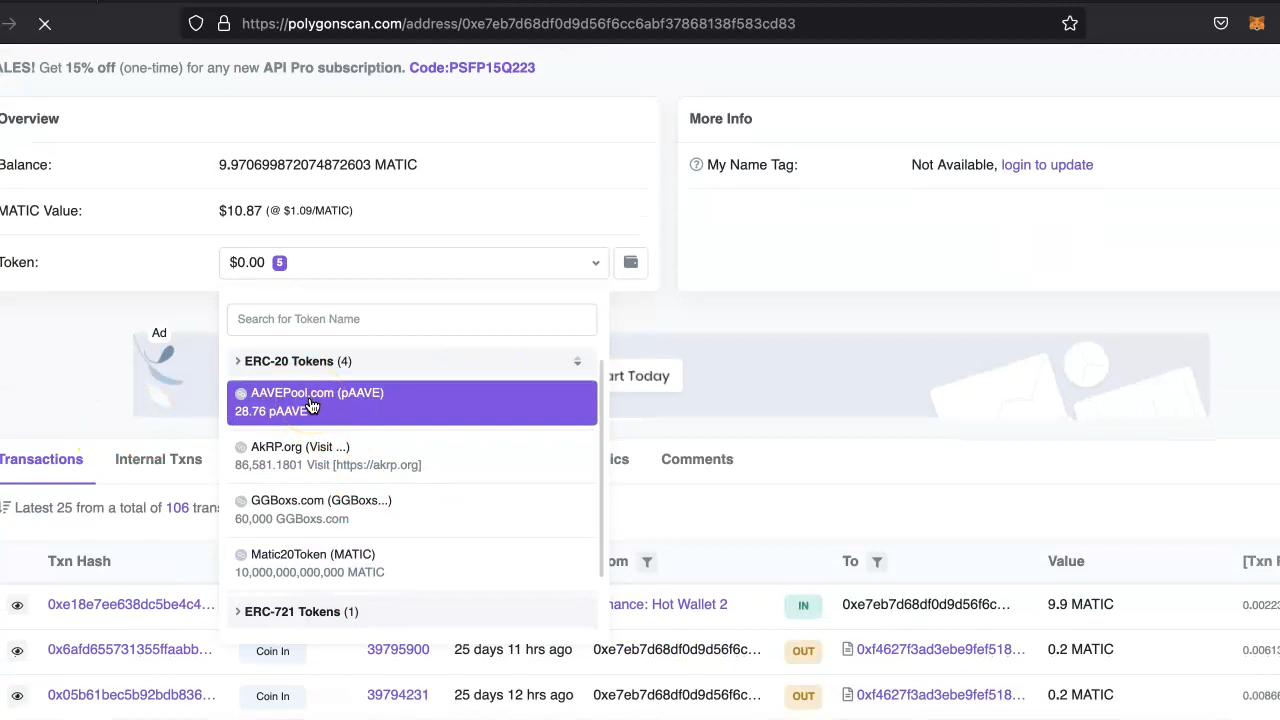 https://polygonscan.com/address/0xe7eb7d68df0d9d56f6cc6abf37868138f583cd83
ALES! Get 15% off (one-time) for any new API Pro subscription. Code:PSFP15Q223
Overview
More Info
Balance:
9.970699872074872603 MATIC
My Name Tag:
Not Available, login to update
MATIC Value:
$10.87 (@ $1.09/MATIC)
Token:
$0.00 5
Search for Token Name
Ad
ERC-20 Tokens (4)
art Today
AAVEPool.com (pAAVE)
28.76 pAAVE
AkRP.org (Visit ...)
86,581.1801 Visit [https://akrp.org]
Transactions
Internal Txns
ics
Comments
GGBoxs.com (GGBoxs...)
60,000 GGBoxs.com
Latest 25 from a total of 106 trans
Matic20Token (MATIC)
10,000,000,000,000 MATIC
Txn Hash
om
To
Value
[Txn F
ERC-721 Tokens (1)
0xe18e7ee638dc5be4c4...
nance: Hot Wallet 2
IN
0xe7eb7d68df0d9d56f6c...
9.9 MATIC
0.00223
0x6afd655731355ffaabb...
Coin In
39795900
25 days 11 hrs ago
0xe7eb7d68df0d9d56f6c...
OUT
0xf4627f3ad3ebe9fef518...
0.2 MATIC
0.00613
0x05b61bec5b92bdb836...
Coin In
39794231
25 days 12 hrs ago
0xe7eb7d68df0d9d56f6c...
OUT
0xf4627f3ad3ebe9fef518...
0.2 MATIC
0.00866